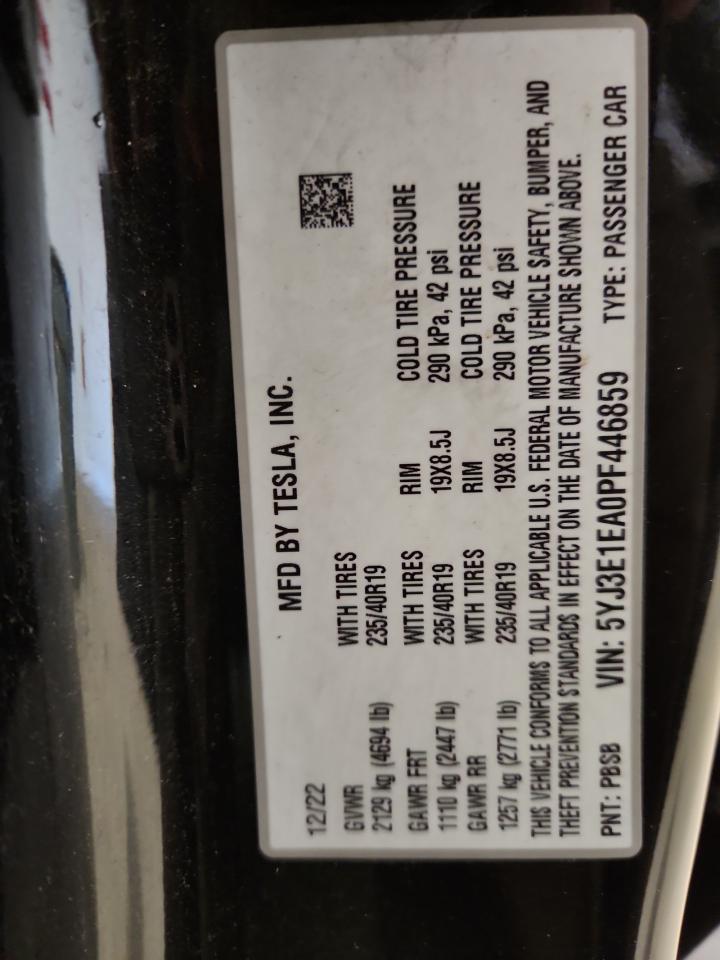 MFD BY TESLA, INC.
12/22
GVWR WITH TIRES
2129 kg (4694 lb) 235/40R19
GAWR FRT WITH TIRES RIM COLD TIRE PRESSURE
1110 kg (2447 lb) 235/40R19 19X8.5J 290 kPa, 42 psi
GAWR RR WITH TIRES RIM COLD TIRE PRESSURE
1257 kg (2771 lb) 235/40R19 19X8.5J 290 kPa, 42 psi
THIS VEHICLE CONFORMS TO ALL APPLICABLE U.S. FEDERAL MOTOR VEHICLE SAFETY, BUMPER, AND
THEFT PREVENTION STANDARDS IN EFFECT ON THE DATE OF MANUFACTURE SHOWN ABOVE.
PNT: PBSB VIN: 5YJ3E1EA0PF446859 TYPE: PASSENGER CAR